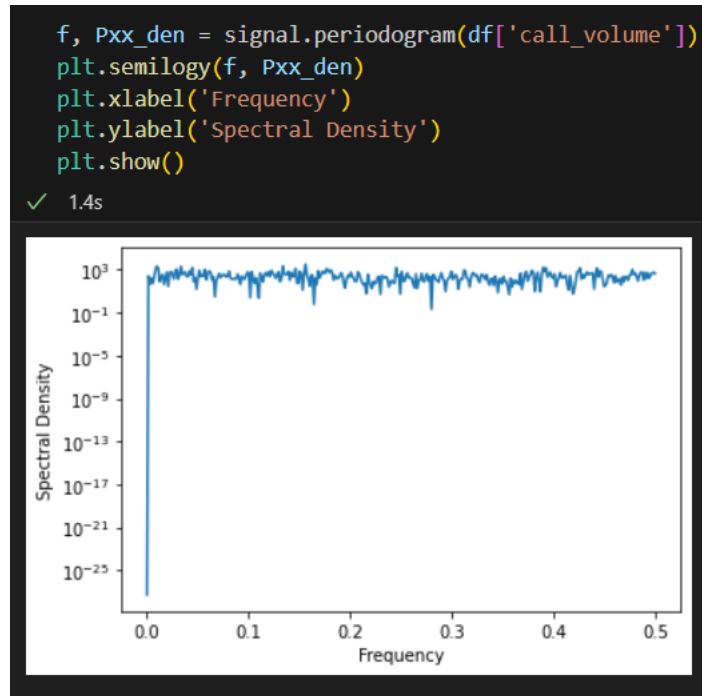 f, Pxx_den = signal.periodogram(df['call_volume'])
plt.semilogy(f, Pxx_den)
plt.xlabel('Frequency')
plt.ylabel('Spectral Density')
plt.show()
✓ 1.4s
10³
10⁻¹
10⁻⁵
10⁻⁹
10⁻¹³
10⁻¹⁷
10⁻²¹
10⁻²⁵
Spectral Density
0.0 0.1 0.2 0.3 0.4 0.5
Frequency